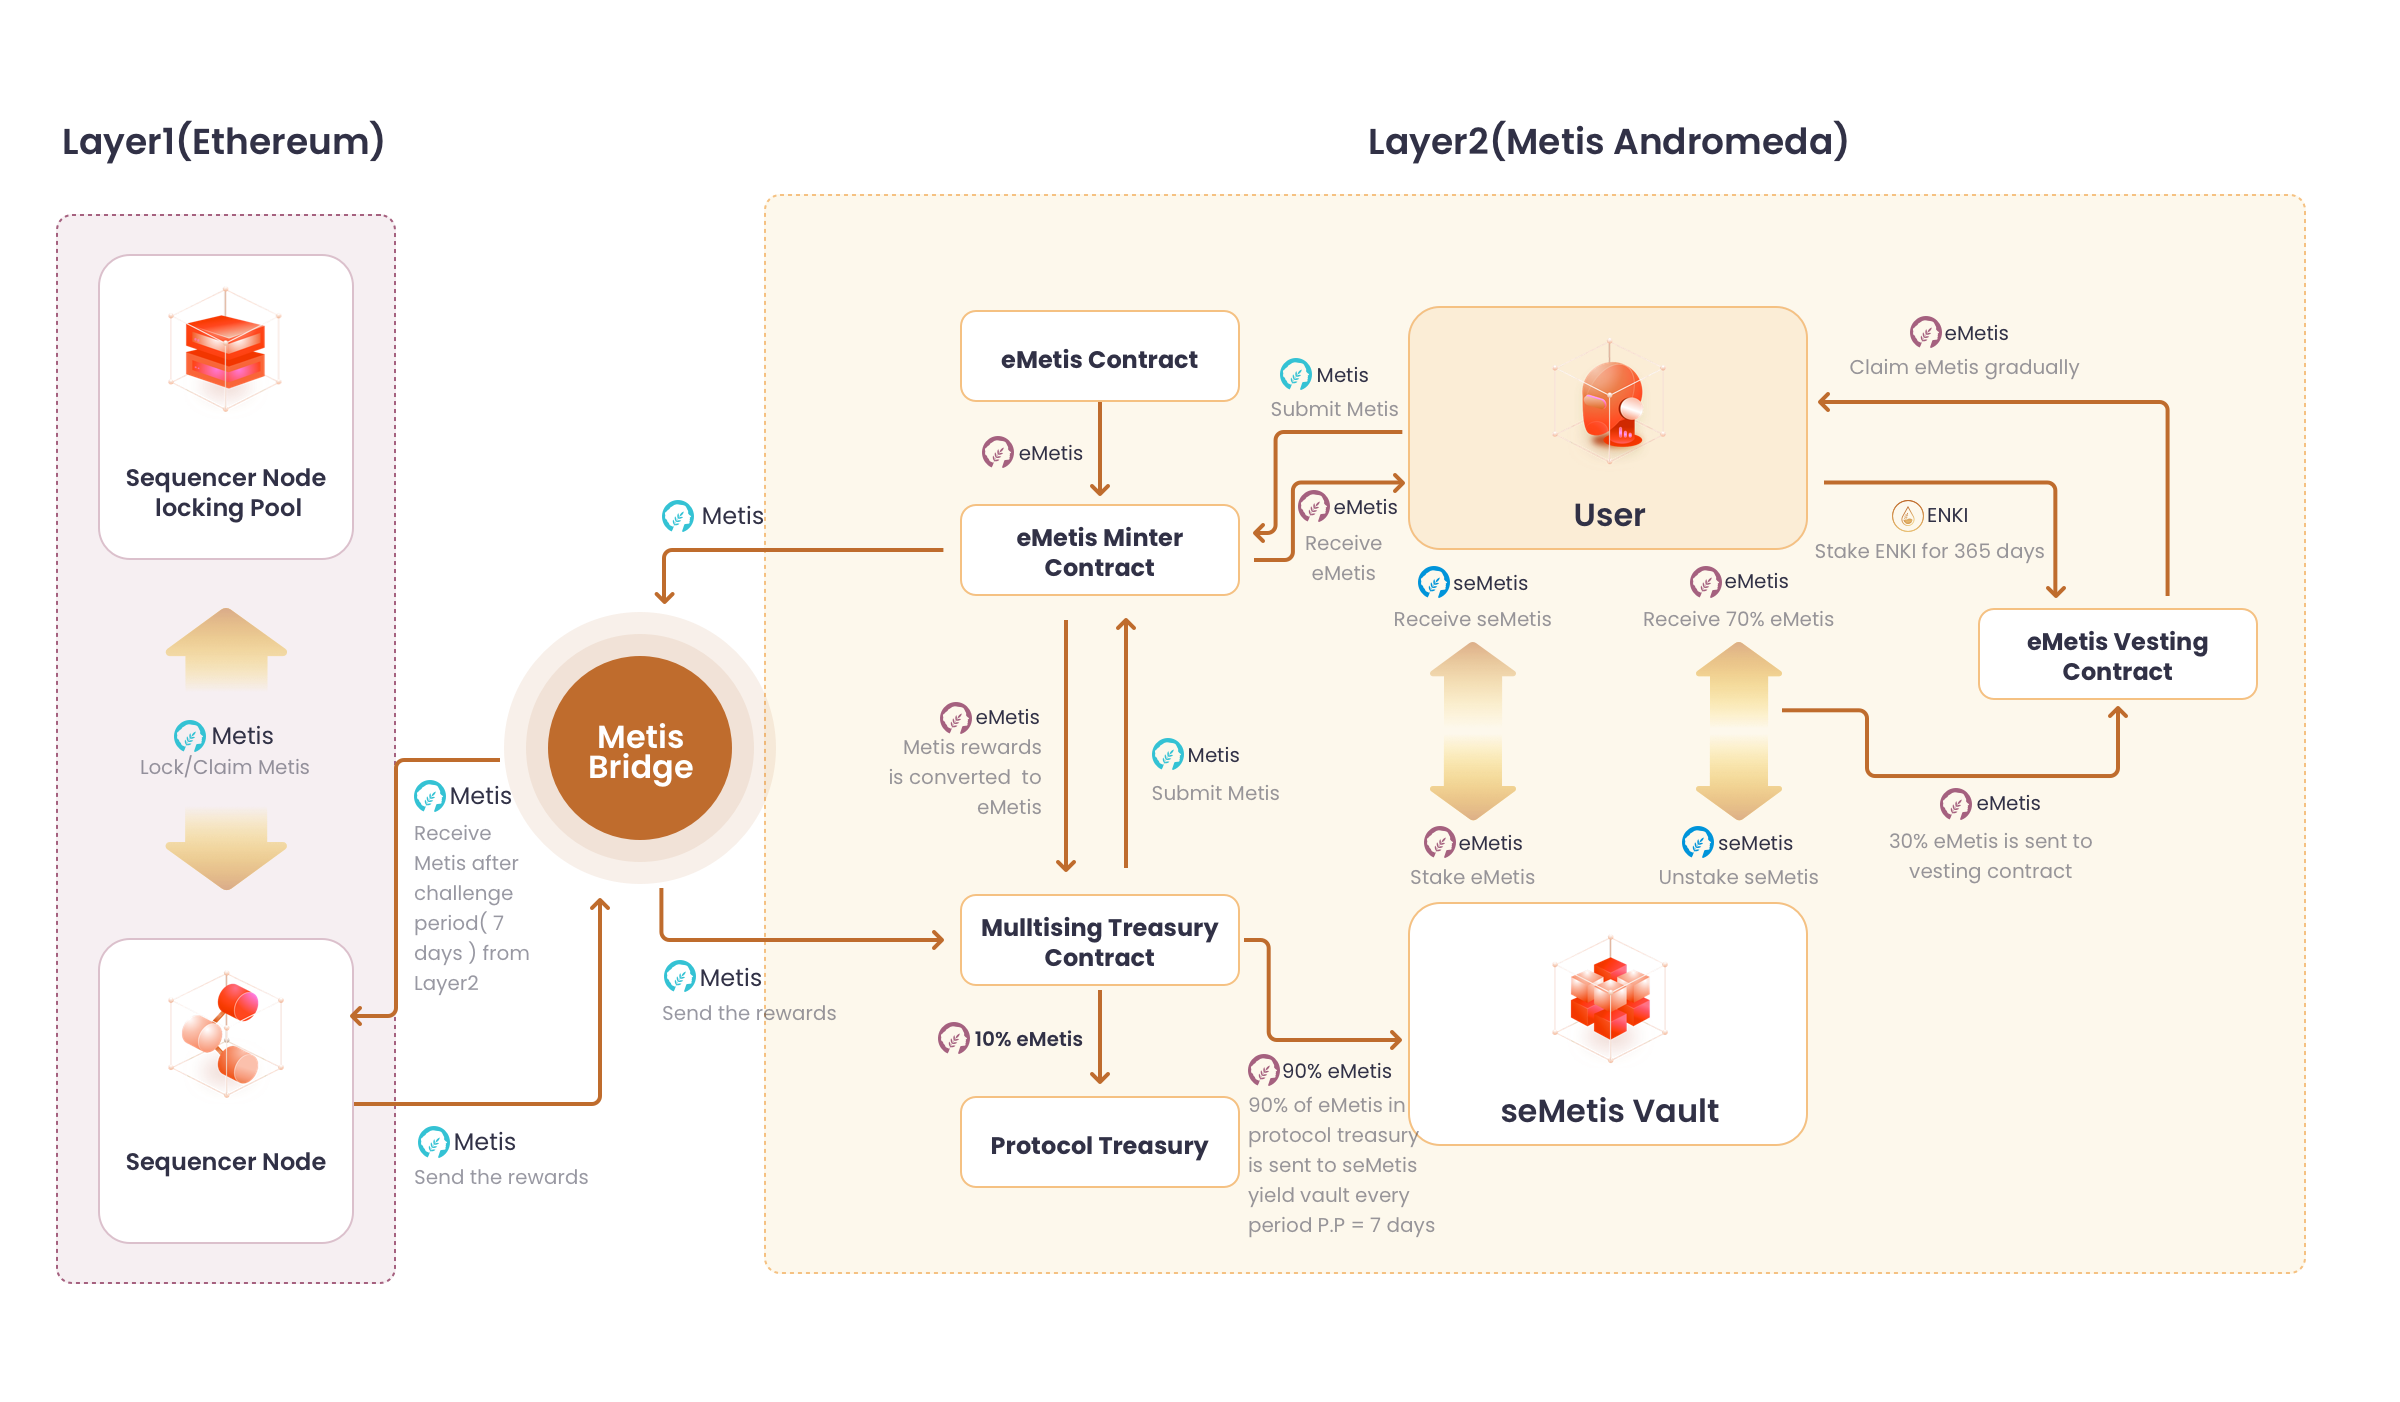 Layer1(Ethereum)
Layer2(Metis Andromeda)
Sequencer Node
locking Pool
Metis
Lock/Claim Metis
Sequencer Node
Metis
Metis
Bridge
Metis
Receive
Metis after
challenge
period( 7
days ) from
Layer2
Metis
Send the rewards
Metis
Send the rewards
eMetis Contract
eMetis
eMetis Minter
Contract
Metis
Submit Metis
eMetis
Receive
eMetis
eMetis
Metis rewards
is converted  to
eMetis
Metis
Submit Metis
Mulltising Treasury
Contract
10% eMetis
Protocol Treasury
90% eMetis
90% of eMetis in
protocol treasury
is sent to seMetis
yield vault every
period P.P = 7 days
User
seMetis
Receive seMetis
eMetis
Receive 70% eMetis
eMetis
Stake eMetis
seMetis
Unstake seMetis
seMetis Vault
eMetis
Claim eMetis gradually
ENKI
Stake ENKI for 365 days
eMetis Vesting
Contract
eMetis
30% eMetis is sent to
vesting contract